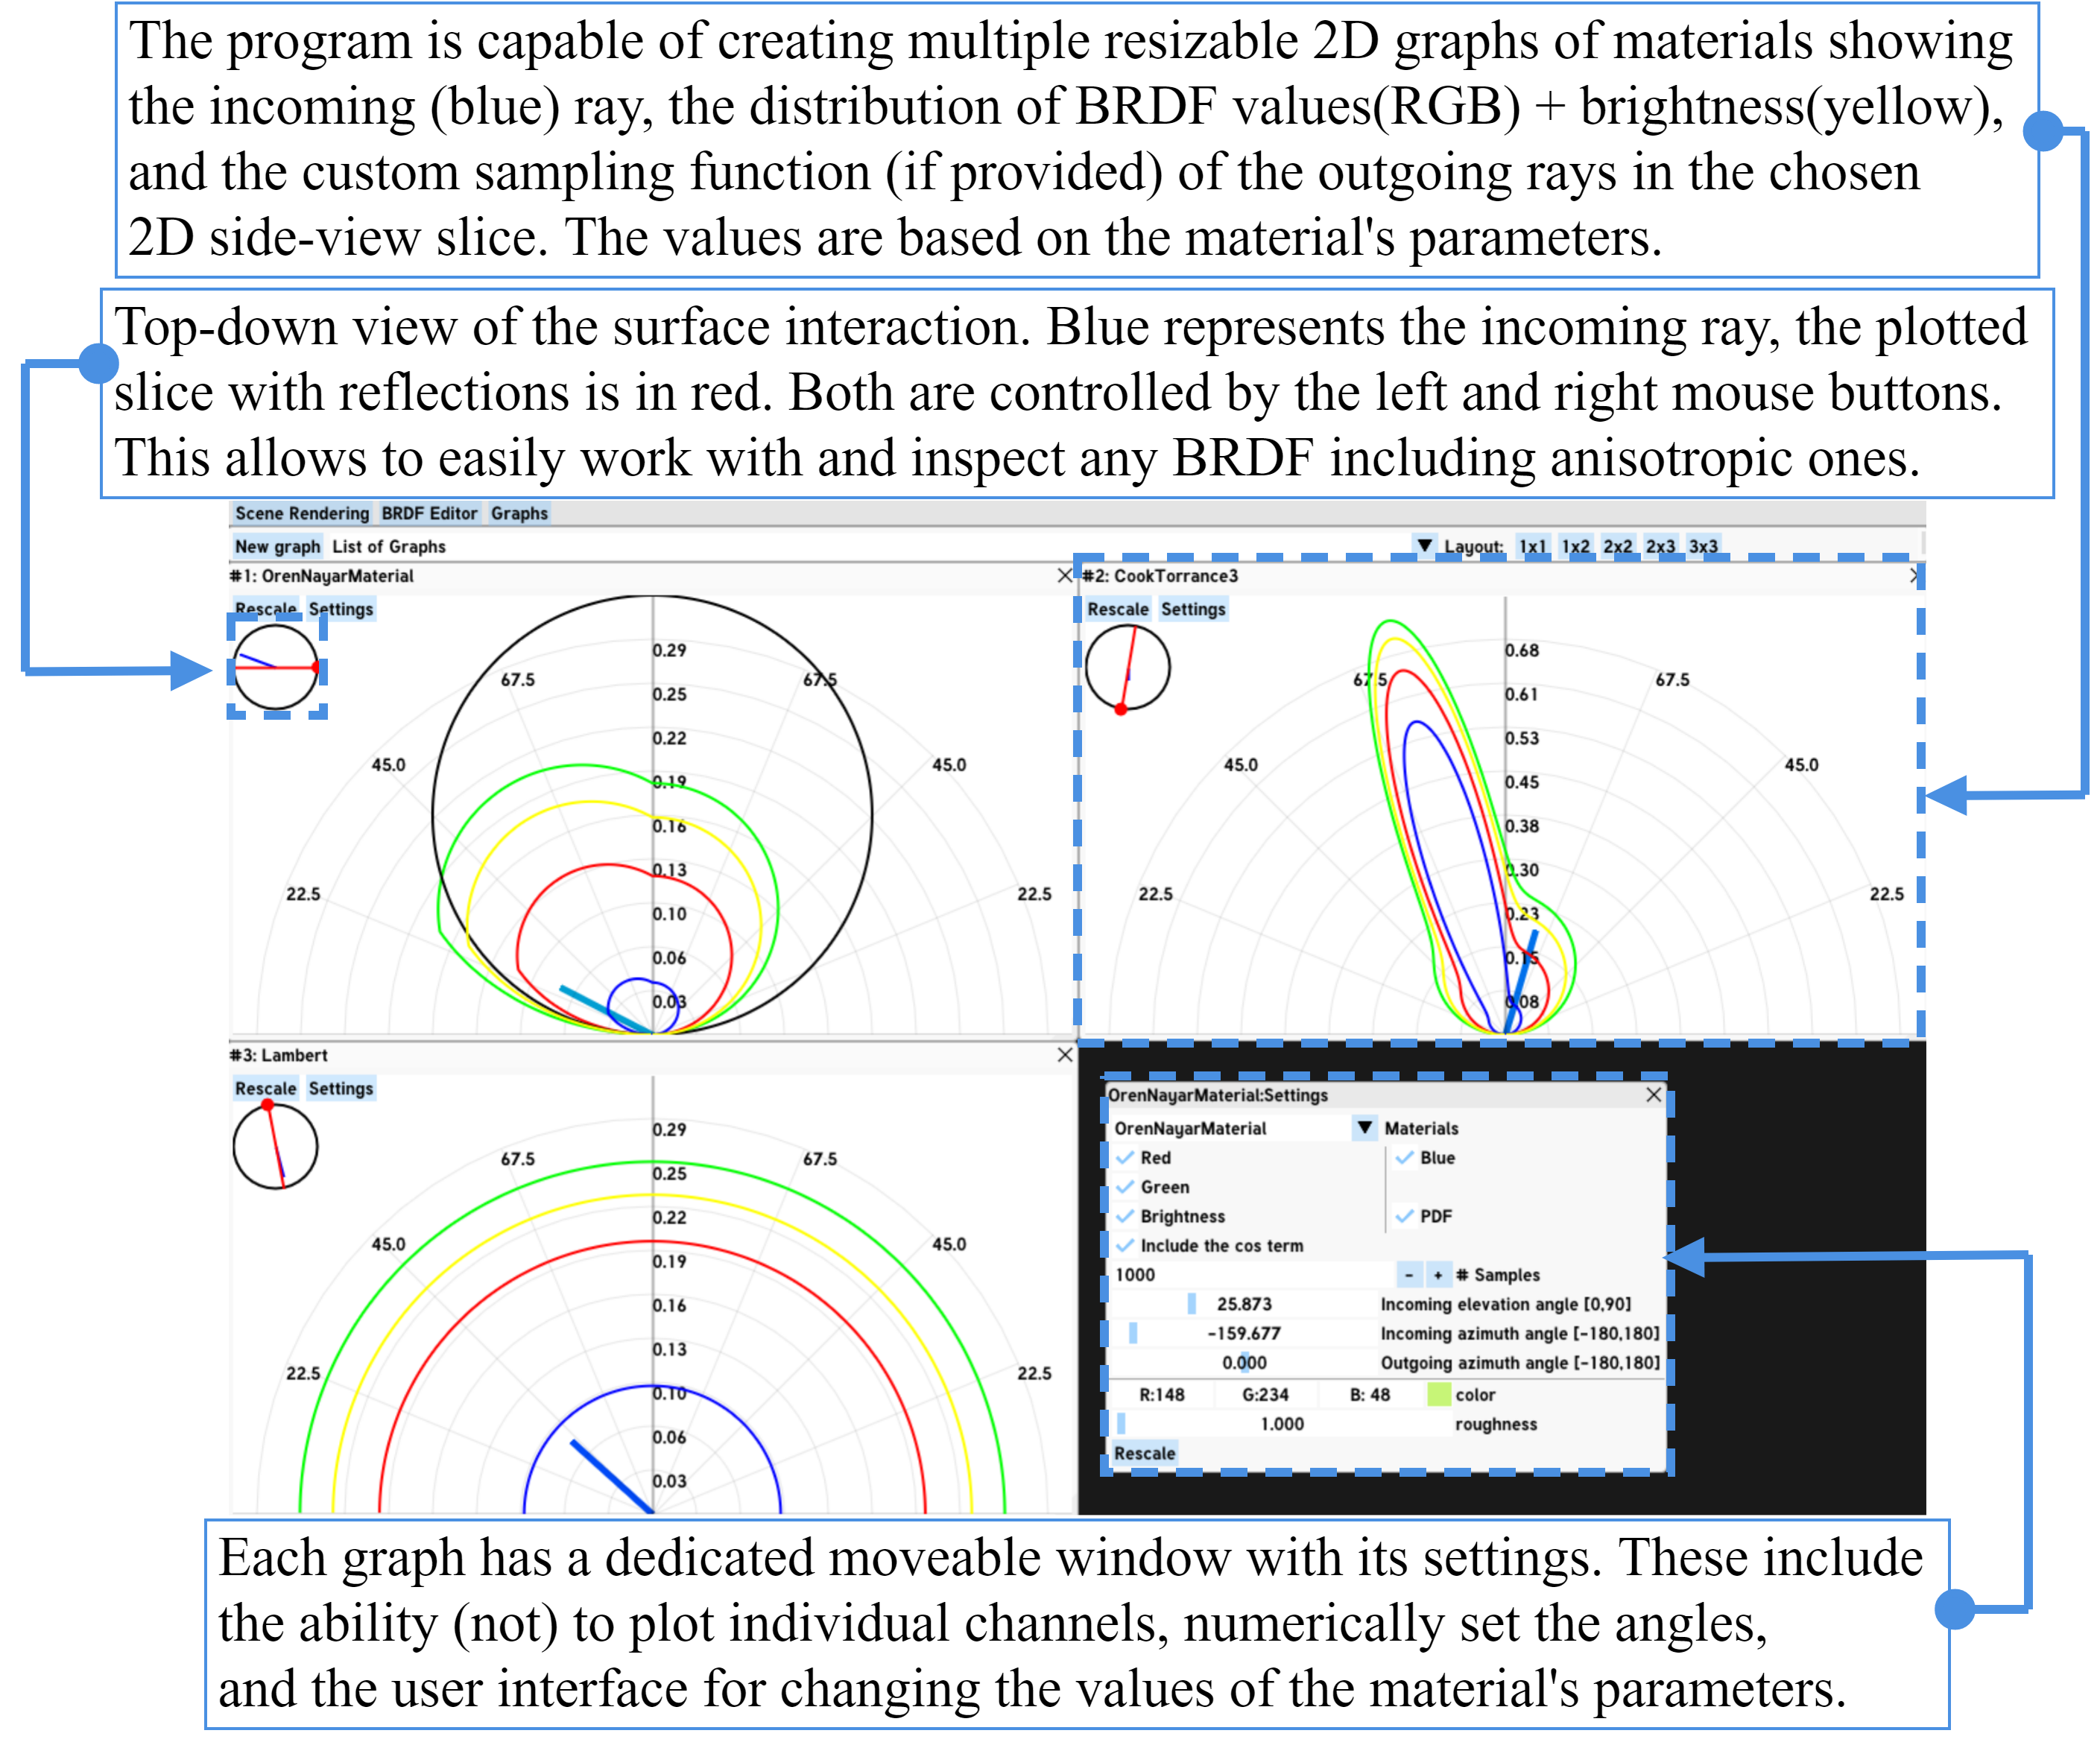 The program is capable of creating multiple resizable 2D graphs of materials showing
the incoming (blue) ray, the distribution of BRDF values(RGB) + brightness(yellow),
and the custom sampling function (if provided) of the outgoing rays in the chosen
2D side-view slice. The values are based on the material's parameters.
Top-down view of the surface interaction. Blue represents the incoming ray, the plotted
slice with reflections is in red. Both are controlled by the left and right mouse buttons.
This allows to easily work with and inspect any BRDF including anisotropic ones.
Scene Rendering BRDF Editor Graphs
New graph List of Graphs ▼ Layout: 1x1 1x2 2x2 2x3 3x3
#1: OrenNayarMaterial
Rescale Settings
0.29
67.5 67.5
0.25
0.22
45.0 45.0
0.19
0.16
0.13
22.5 22.5
0.10
0.06
0.03
#2: CookTorrance3
Rescale Settings
0.68
67.5 67.5
0.61
0.53
45.0 45.0
0.45
0.38
0.30
22.5 22.5
0.23
0.15
0.08
#3: Lambert
Rescale Settings
0.29
67.5 67.5
0.25
0.22
45.0 45.0
0.19
0.16
0.13
22.5 22.5
0.10
0.06
0.03
OrenNayarMaterial:Settings
OrenNayarMaterial ▼ Materials
Red Blue
Green
Brightness PDF
Include the cos term
1000 - + # Samples
25.873 Incoming elevation angle [0,90]
-159.677 Incoming azimuth angle [-180,180]
0.000 Outgoing azimuth angle [-180,180]
R:148 G:234 B: 48 color
1.000 roughness
Rescale
Each graph has a dedicated moveable window with its settings. These include
the ability (not) to plot individual channels, numerically set the angles,
and the user interface for changing the values of the material's parameters.